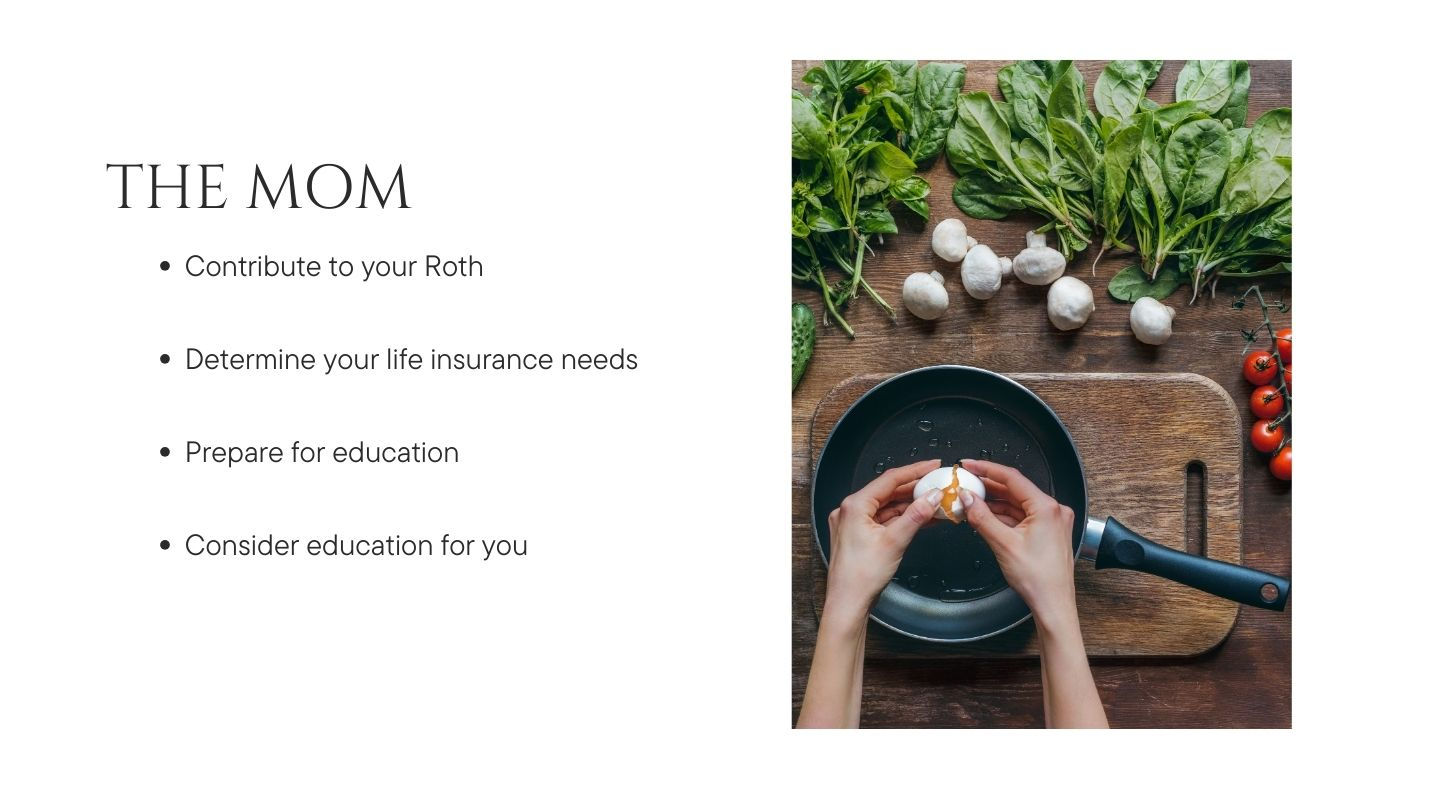 THE MOM
• Contribute to your Roth
• Determine your life insurance needs
• Prepare for education
• Consider education for you